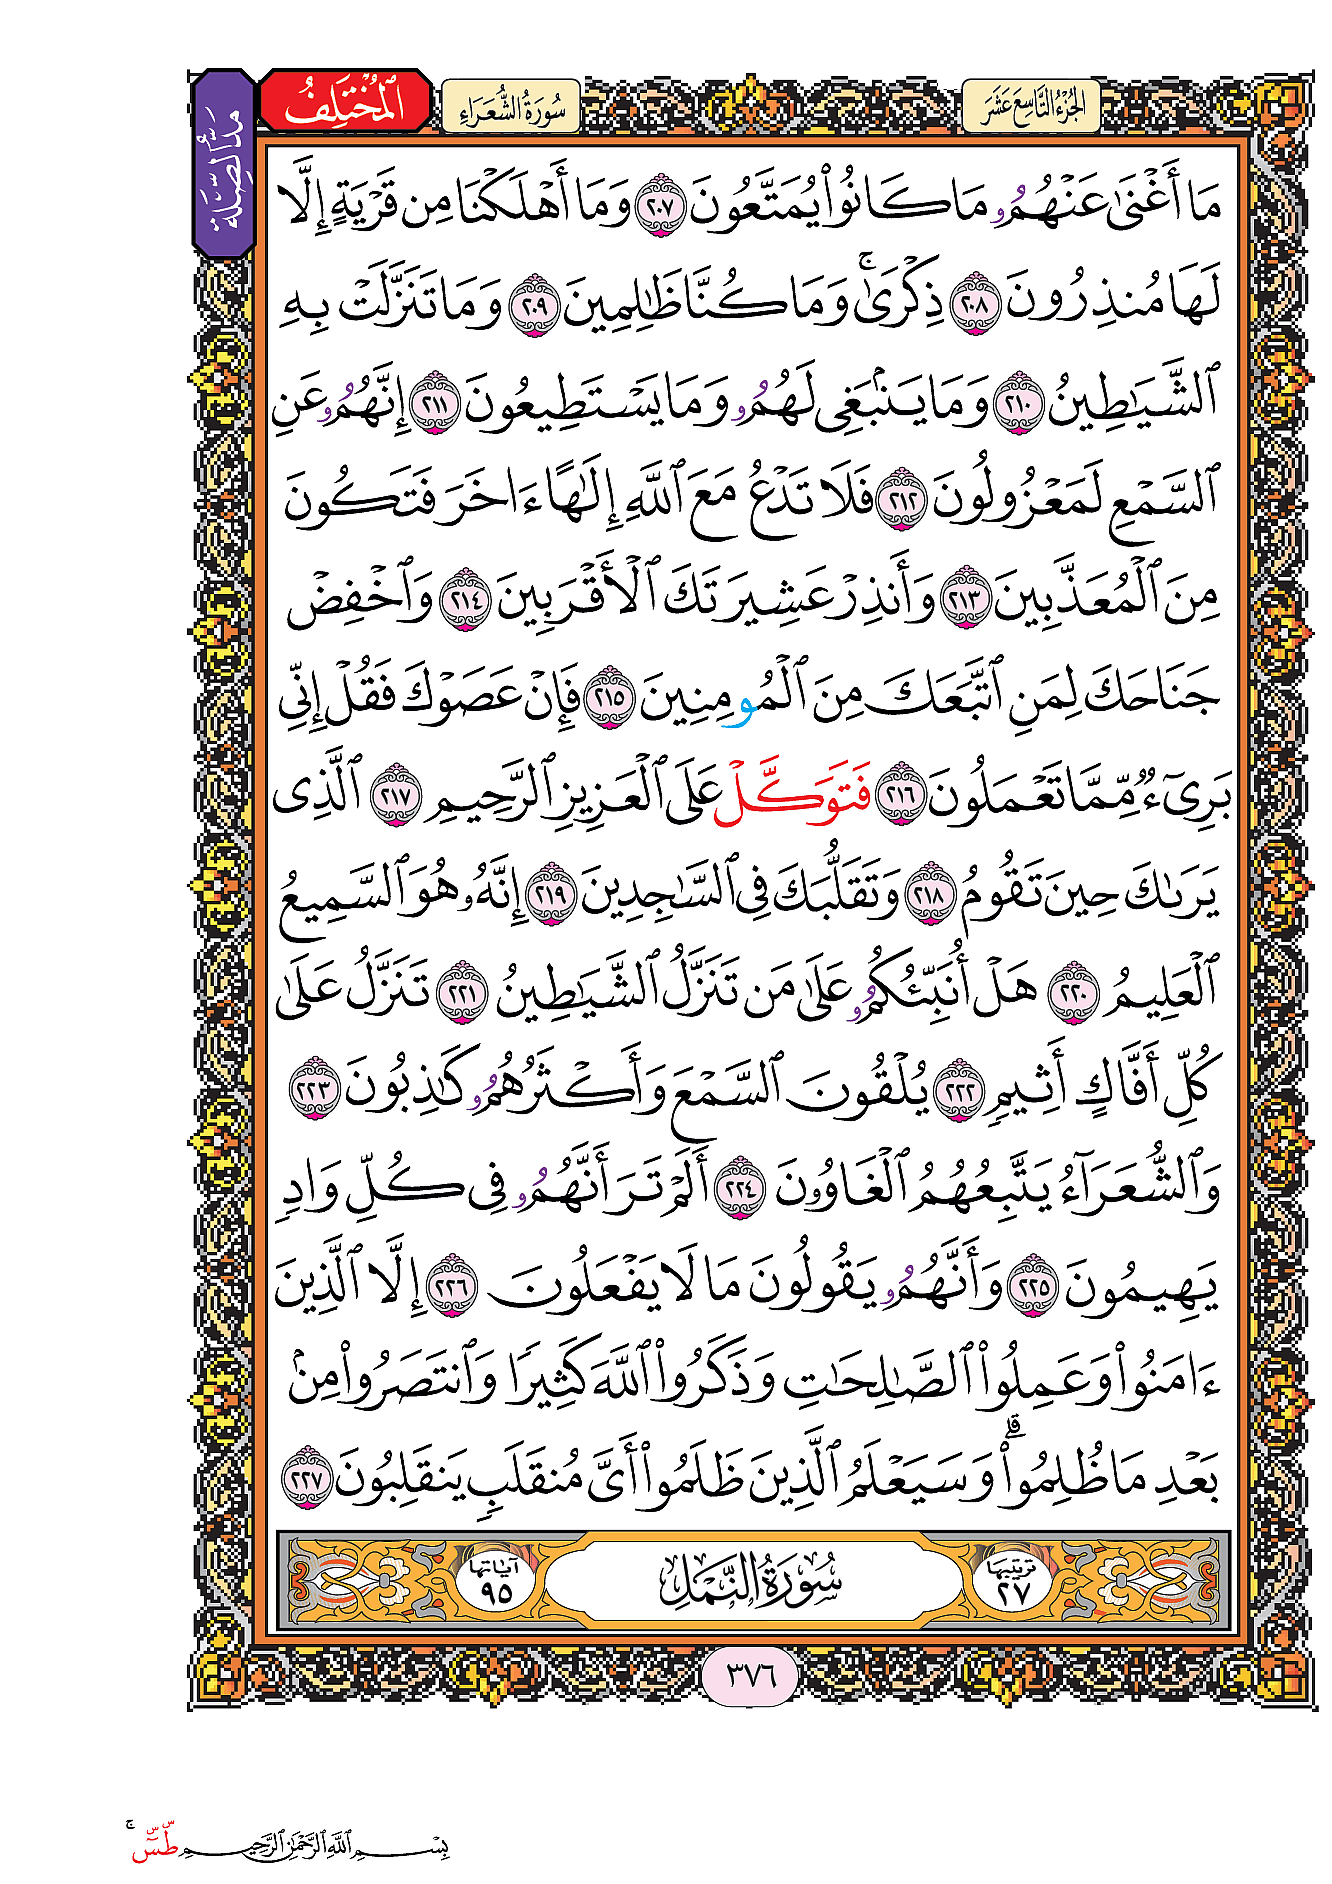 الجُزْءُ التَّاسِعَ عَشَرَ
سُورَةُ الشُّعَرَاءِ
المُخْتَلِفُ
مَدُّ الصِّلَة
مَا أَغْنَىٰ عَنْهُمُۥ مَا كَانُوا۟ يُمَتَّعُونَ ٢٠٧ وَمَا أَهْلَكْنَا مِن قَرْيَةٍ إِلَّا
لَهَا مُنذِرُونَ ٢٠٨ ذِكْرَىٰۚ وَمَا كُنَّا ظَٰلِمِينَ ٢٠٩ وَمَا تَنَزَّلَتْ بِهِ
ٱلشَّيَٰطِينُ ٢١٠ وَمَا يَنۢبَغِى لَهُمُۥ وَمَا يَسْتَطِيعُونَ ٢١١ إِنَّهُمُۥ عَنِ
ٱلسَّمْعِ لَمَعْزُولُونَ ٢١٢ فَلَا تَدْعُ مَعَ ٱللَّهِ إِلَٰهًا ءَاخَرَ فَتَكُونَ
مِنَ ٱلْمُعَذَّبِينَ ٢١٣ وَأَنذِرْ عَشِيرَتَكَ ٱلْأَقْرَبِينَ ٢١٤ وَٱخْفِضْ
جَنَاحَكَ لِمَنِ ٱتَّبَعَكَ مِنَ ٱلْمُومِنِينَ ٢١٥ فَإِنْ عَصَوْكَ فَقُلْ إِنِّى
بَرِىٓءٌ مِّمَّا تَعْمَلُونَ ٢١٦ فَتَوَكَّلْ عَلَى ٱلْعَزِيزِ ٱلرَّحِيمِ ٢١٧ ٱلَّذِى
يَرَىٰكَ حِينَ تَقُومُ ٢١٨ وَتَقَلُّبَكَ فِى ٱلسَّٰجِدِينَ ٢١٩ إِنَّهُۥ هُوَ ٱلسَّمِيعُ
ٱلْعَلِيمُ ٢٢٠ هَلْ أُنَبِّئُكُمُۥ عَلَىٰ مَن تَنَزَّلُ ٱلشَّيَٰطِينُ ٢٢١ تَنَزَّلُ عَلَىٰ
كُلِّ أَفَّاكٍ أَثِيمٍ ٢٢٢ يُلْقُونَ ٱلسَّمْعَ وَأَكْثَرُهُمُۥ كَٰذِبُونَ ٢٢٣
وَٱلشُّعَرَآءُ يَتَّبِعُهُمُ ٱلْغَاوُۥنَ ٢٢٤ أَلَمْ تَرَ أَنَّهُمُۥ فِى كُلِّ وَادٍ
يَهِيمُونَ ٢٢٥ وَأَنَّهُمُۥ يَقُولُونَ مَا لَا يَفْعَلُونَ ٢٢٦ إِلَّا ٱلَّذِينَ
ءَامَنُوا۟ وَعَمِلُوا۟ ٱلصَّٰلِحَٰتِ وَذَكَرُوا۟ ٱللَّهَ كَثِيرًا وَٱنتَصَرُوا۟ مِنۢ
بَعْدِ مَا ظُلِمُوا۟ۗ وَسَيَعْلَمُ ٱلَّذِينَ ظَلَمُوا۟ أَىَّ مُنقَلَبٍ يَنقَلِبُونَ ٢٢٧
ترتيبها ٢٧
سُورَةُ النَّمْلِ
آياتها ٩٥
٣٧٦
بِسْمِ ٱللَّهِ ٱلرَّحْمَٰنِ ٱلرَّحِيمِ طٓسٓۚ